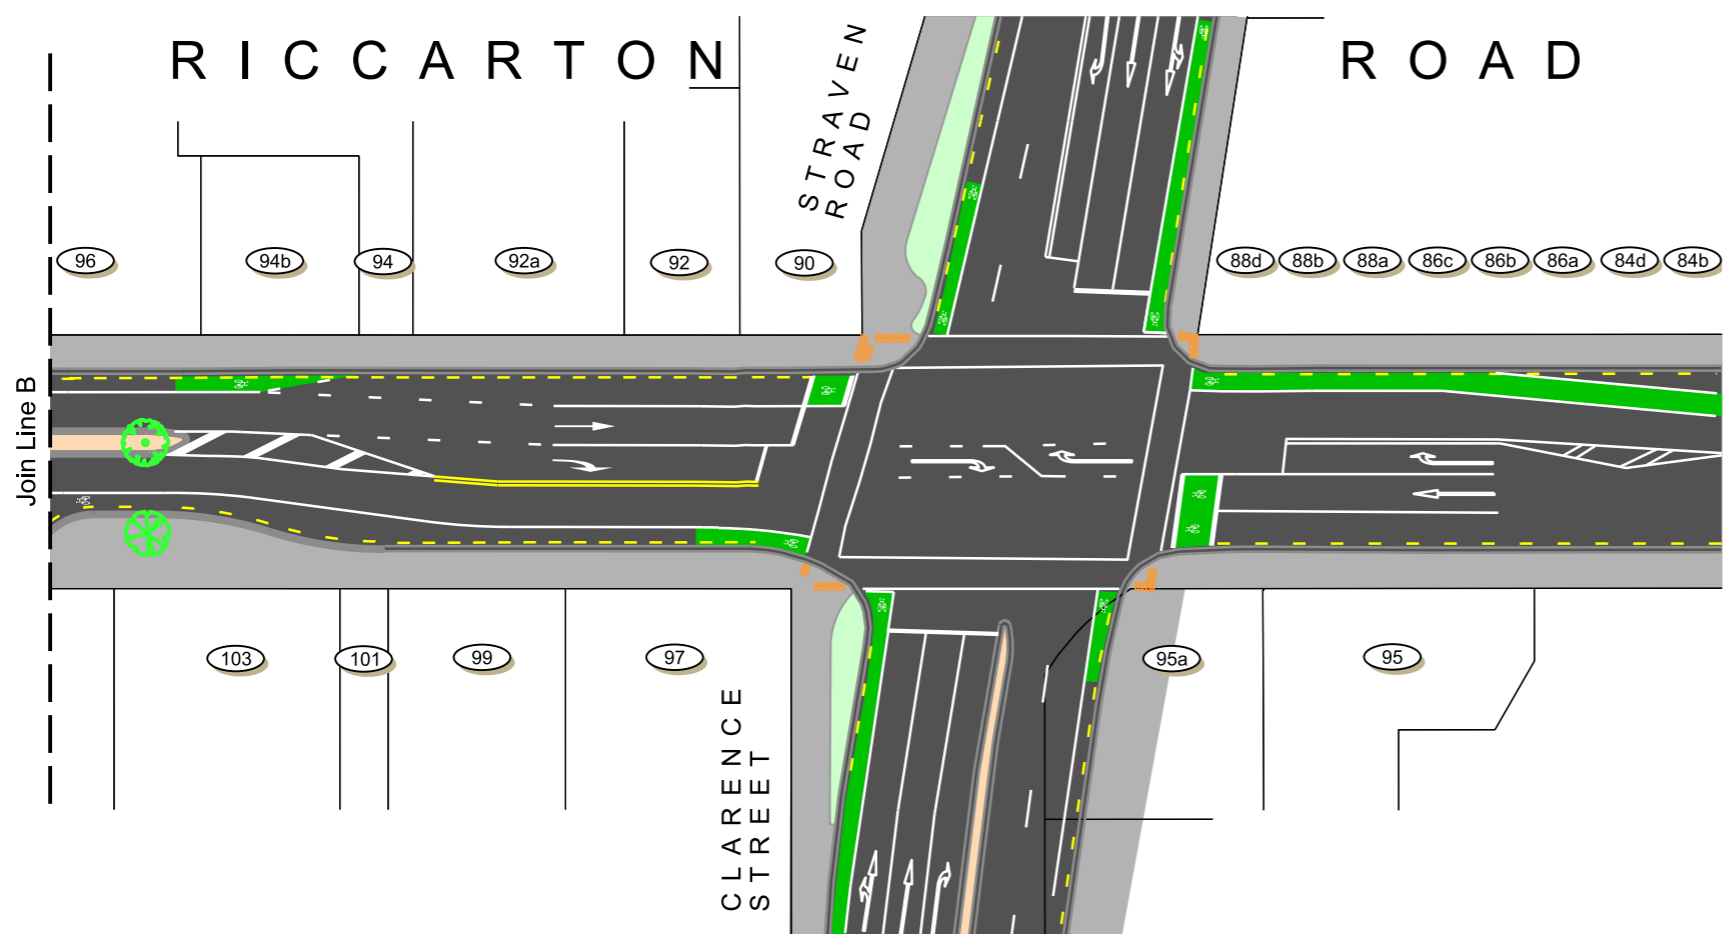 RICCARTON ROAD
STRAVEN
ROAD
96 94b 94 92a 92 90 88d 88b 88a 86c 86b 86a 84d 84b
Join Line B
103 101 99 97 95a 95
CLARENCE
STREET